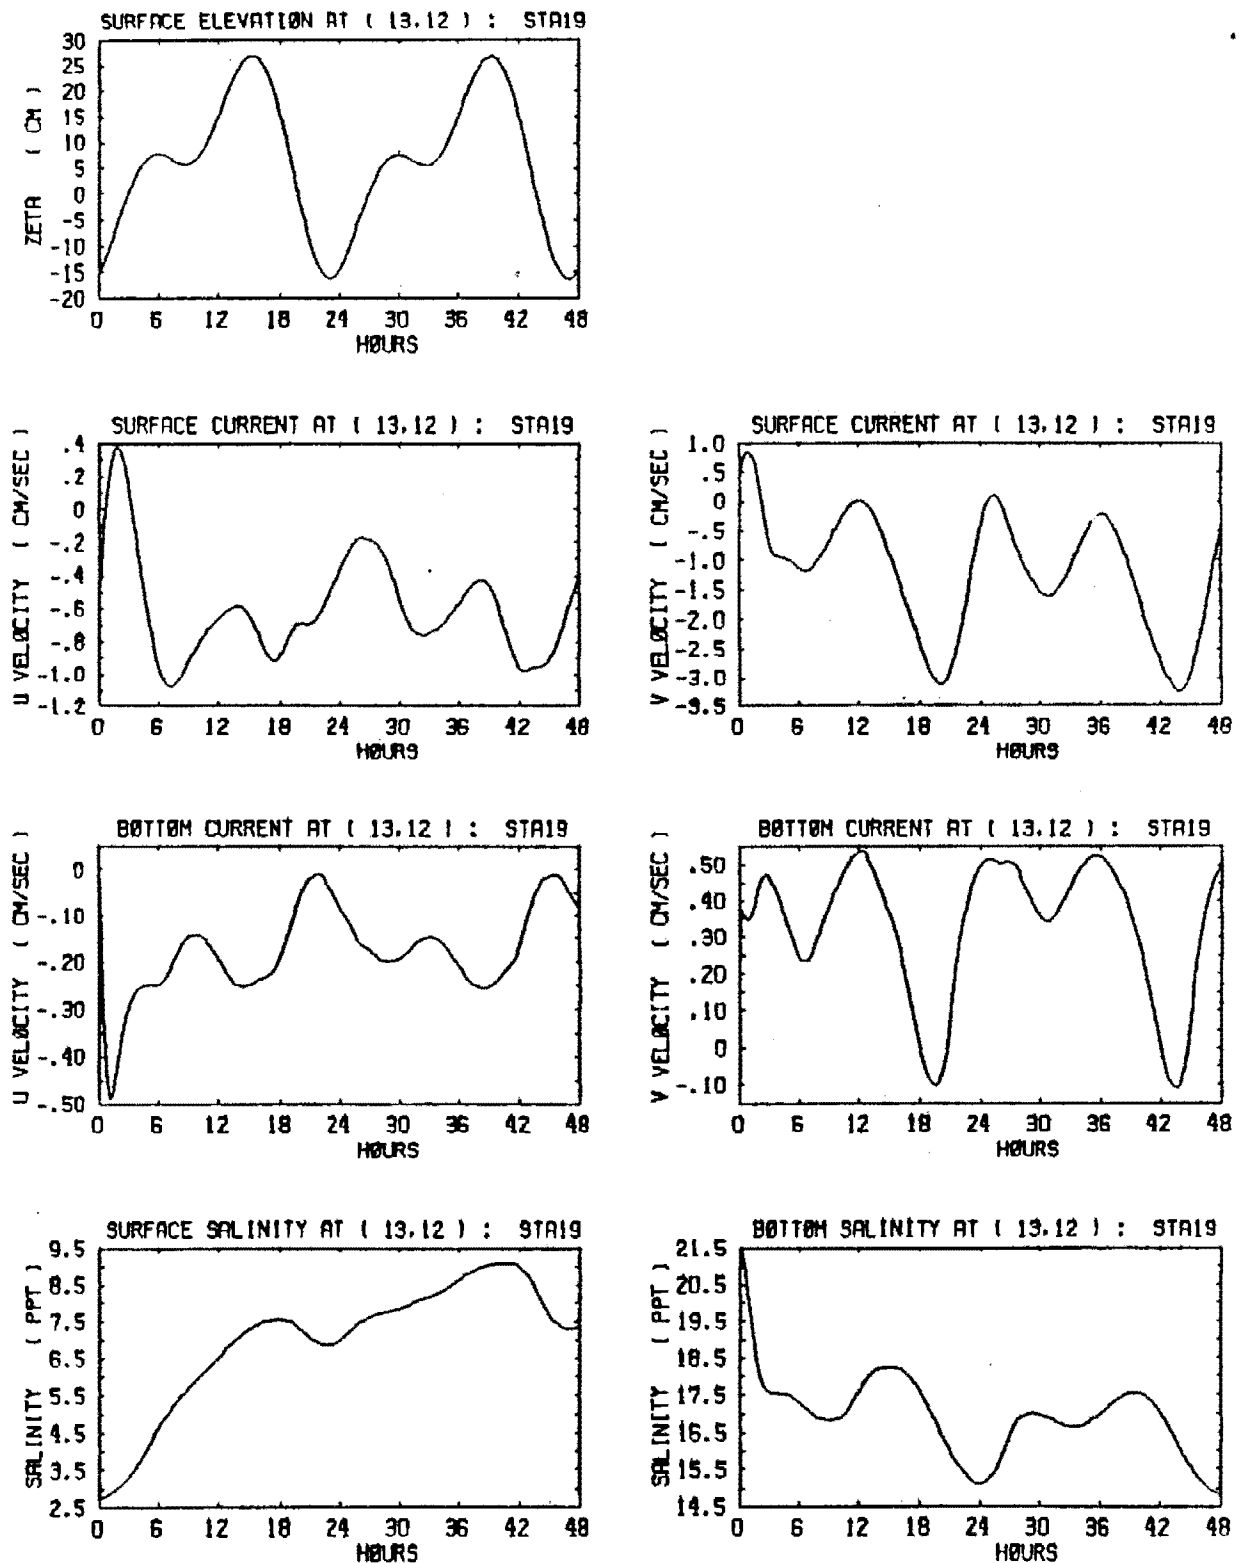 SURFACE ELEVATIØN AT ( 13,12 ) : STA19
ZETA ( CM )
30
25
20
15
10
5
0
-5
-10
-15
-20
0 6 12 18 24 30 36 42 48
HØURS
SURFACE CURRENT AT ( 13,12 ) : STA19
U VELØCITY ( CM/SEC )
.4
.2
0
-.2
-.4
-.6
-.8
-1.0
-1.2
0 6 12 18 24 30 36 42 48
HØURS
SURFACE CURRENT AT ( 13,12 ) : STA19
V VELØCITY ( CM/SEC )
1.0
.5
0
-.5
-1.0
-1.5
-2.0
-2.5
-3.0
-3.5
0 6 12 18 24 30 36 42 48
HØURS
BØTTØM CURRENT AT ( 13,12 ) : STA19
U VELØCITY ( CM/SEC )
0
-.10
-.20
-.30
-.40
-.50
0 6 12 18 24 30 36 42 48
HØURS
BØTTØM CURRENT AT ( 13,12 ) : STA19
V VELØCITY ( CM/SEC )
.50
.40
.30
.20
.10
0
-.10
0 6 12 18 24 30 36 42 48
HØURS
SURFACE SALINITY AT ( 13,12 ) : STA19
SALINITY ( PPT )
9.5
8.5
7.5
6.5
5.5
4.5
3.5
2.5
0 6 12 18 24 30 36 42 48
HØURS
BØTTØM SALINITY AT ( 13,12 ) : STA19
SALINITY ( PPT )
21.5
20.5
19.5
18.5
17.5
16.5
15.5
14.5
0 6 12 18 24 30 36 42 48
HØURS